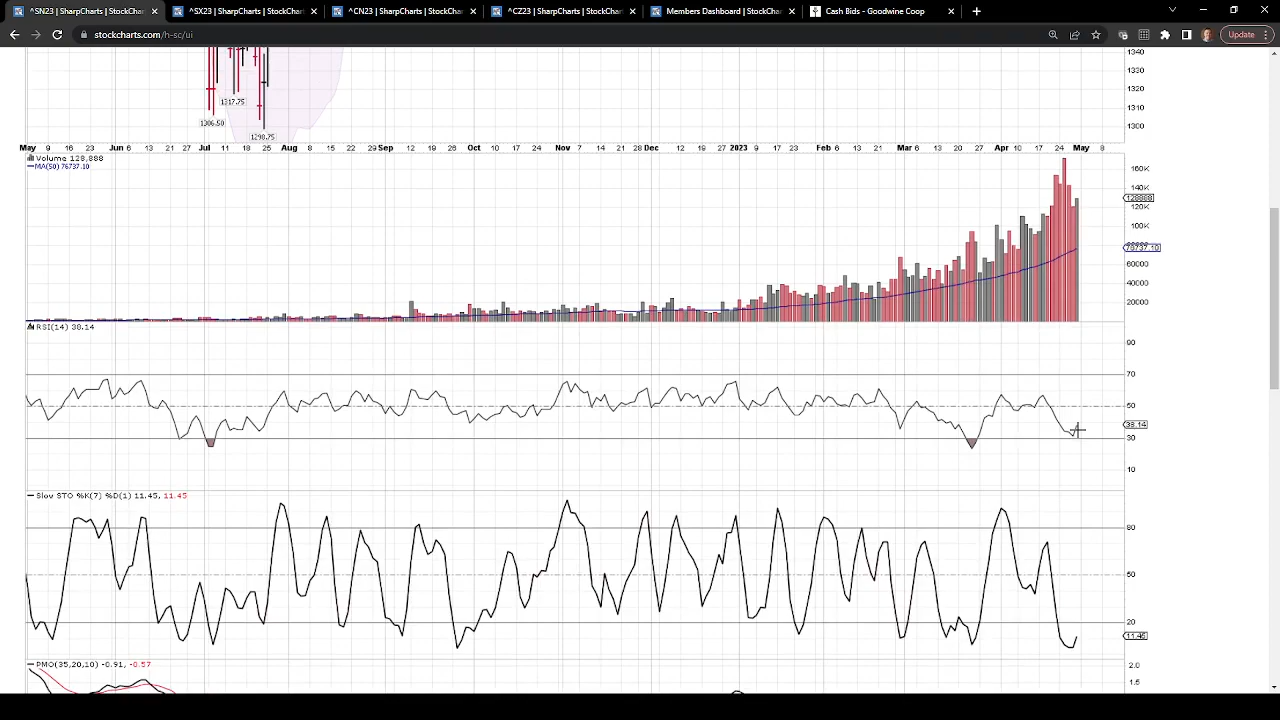 ^SN23 | SharpCharts | StockChar ^SX23 | SharpCharts | StockChart ^CN23 | SharpCharts | StockChar ^CZ23 | SharpCharts | StockChart Members Dashboard | StockChar Cash Bids - Goodwine Coop
stockcharts.com/h-sc/ui Update
1340
1330
1320
1310
1300
1317.75
1306.50
1298.75
May 9 16 23 Jun 6 13 21 27 Jul 11 18 25 Aug 8 15 22 29 Sep 12 19 26 Oct 10 17 24 Nov 7 14 21 28 Dec 12 19 27 2023 9 17 23 Feb 6 13 21 Mar 6 13 20 27 Apr 10 17 24 May 8
Volume 128,888
MA(50) 76737.10
160K
140K
128888
120K
100K
80000
76737.10
60000
40000
20000
RSI(14) 38.14
90
70
50
38.14
30
10
Slow STO %K(7) %D(1) 11.45, 11.45
80
50
20
11.45
PMO(35,20,10) -0.91, -0.57
2.0
1.5